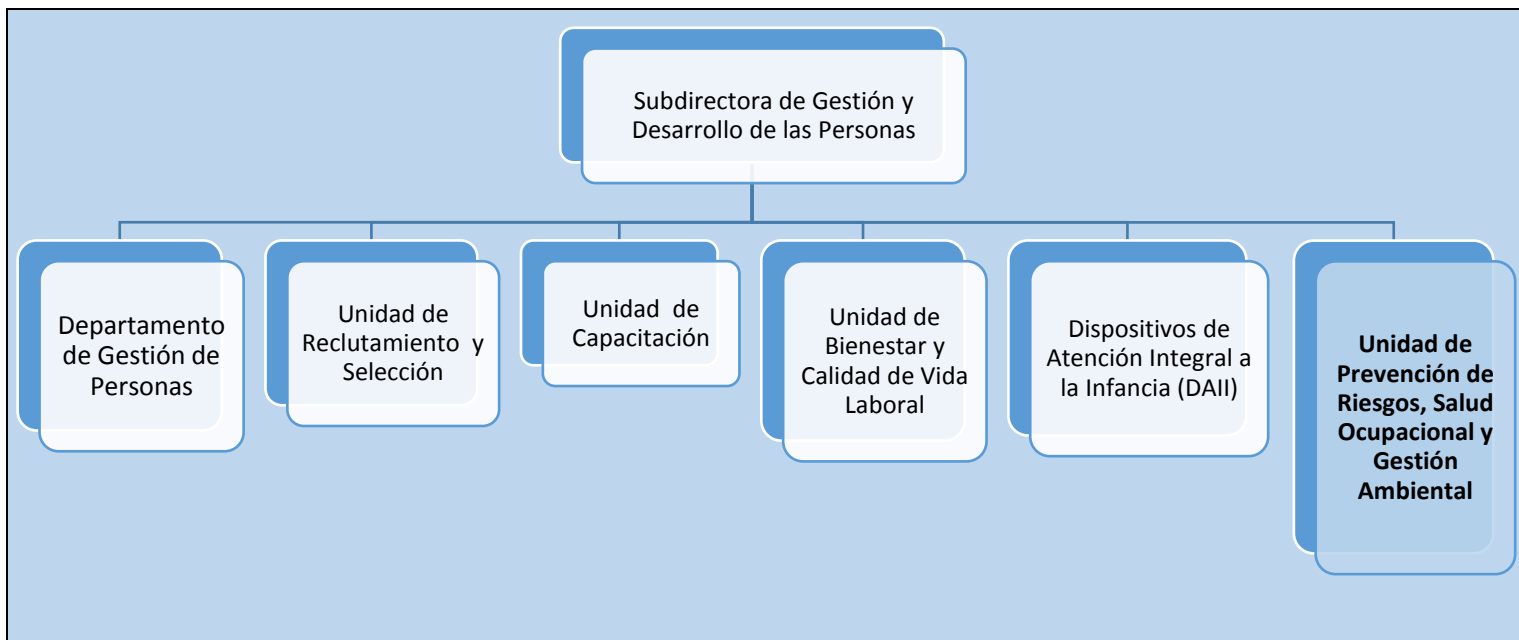 Subdirectora de Gestión y
Desarrollo de las Personas
Departamento
de Gestión de
Personas
Unidad de
Reclutamiento y
Selección
Unidad de
Capacitación
Unidad de
Bienestar y
Calidad de Vida
Laboral
Dispositivos de
Atención Integral a
la Infancia (DAII)
Unidad de
Prevención de
Riesgos, Salud
Ocupacional y
Gestión
Ambiental